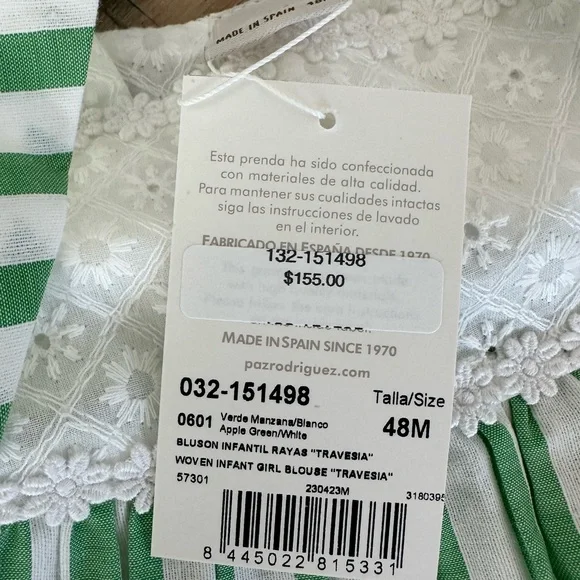 MADE IN SPAIN
Esta prenda ha sido confeccionada
con materiales de alta calidad.
Para mantener sus cualidades intactas
siga las instrucciones de lavado
en el interior.
FABRICADO EN ESPAÑA DESDE 1970
132-151498
$155.00
MADE IN SPAIN SINCE 1970
pazrodriguez.com
032-151498
Talla/Size
0601 Verde Manzana/Blanco
Apple Green/White
48M
BLUSON INFANTIL RAYAS "TRAVESIA"
WOVEN INFANT GIRL BLOUSE "TRAVESIA"
57301 230423M 3180395
8 445022 815331